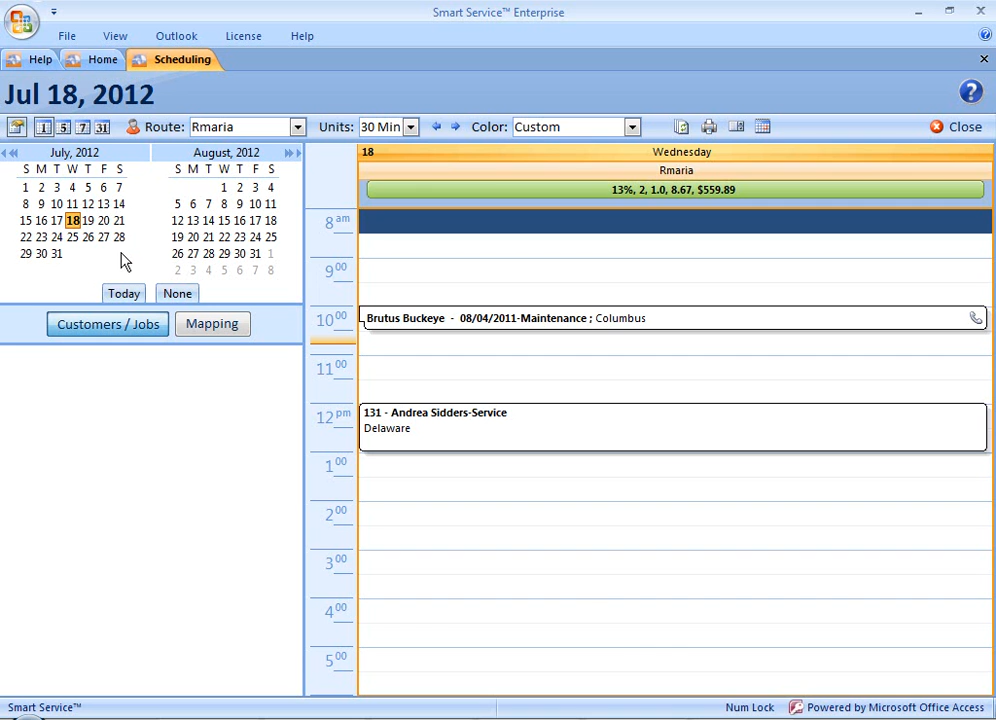 Smart Service™ Enterprise
File View Outlook License Help
Help Home Scheduling
Jul 18, 2012
1 5 7 31 Route: Rmaria Units: 30 Min Color: Custom Close
July, 2012 August, 2012
S M T W T F S S M T W T F S
1 2 3 4 5 6 7 1 2 3 4
8 9 10 11 12 13 14 5 6 7 8 9 10 11
15 16 17 18 19 20 21 12 13 14 15 16 17 18
22 23 24 25 26 27 28 19 20 21 22 23 24 25
29 30 31 26 27 28 29 30 31 1
2 3 4 5 6 7 8
Today None
Customers / Jobs Mapping
18 Wednesday
Rmaria
13%, 2, 1.0, 8.67, $559.89
8 am
9 00
10 00 Brutus Buckeye - 08/04/2011-Maintenance ; Columbus
11 00
12 pm 131 - Andrea Sidders-Service
Delaware
1 00
2 00
3 00
4 00
5 00
Smart Service™ Num Lock Powered by Microsoft Office Access